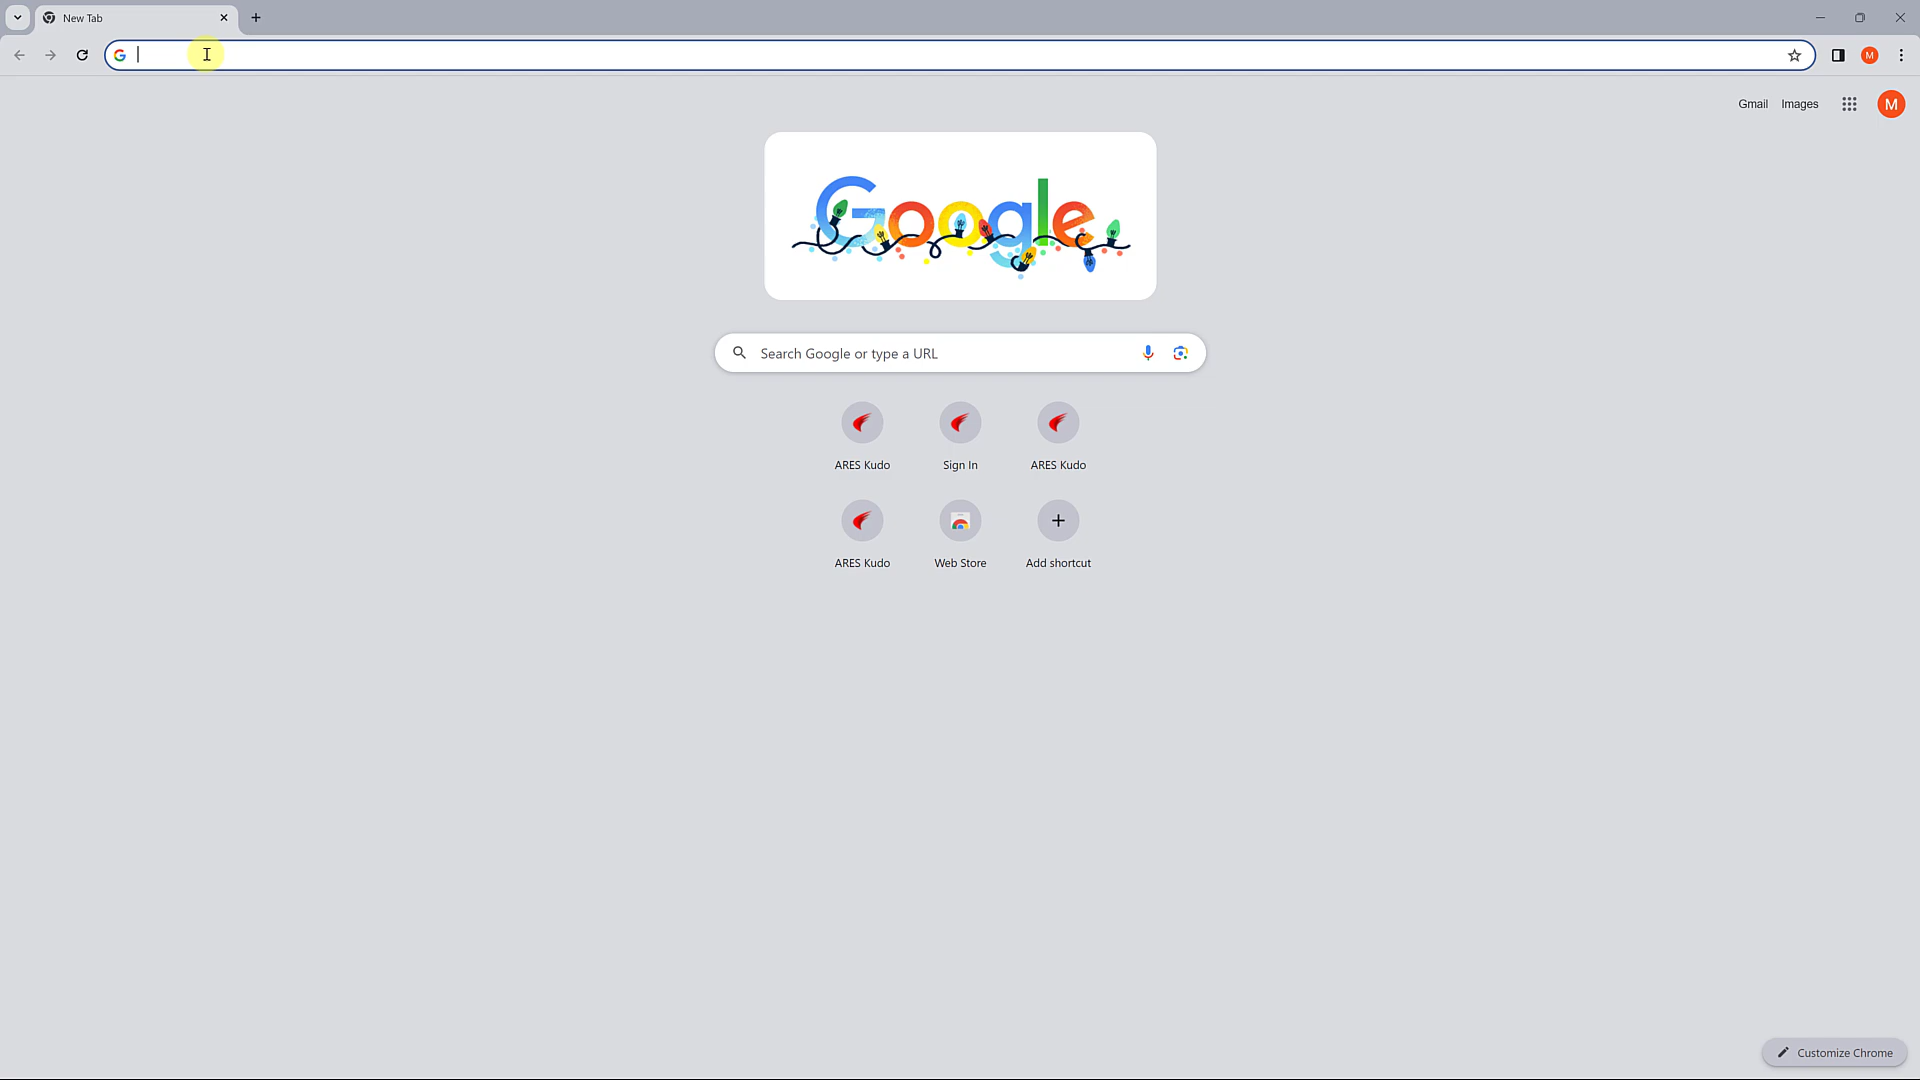 New Tab
M
Gmail Images M
Google
Search Google or type a URL
ARES Kudo Sign In ARES Kudo
ARES Kudo Web Store Add shortcut
Customize Chrome